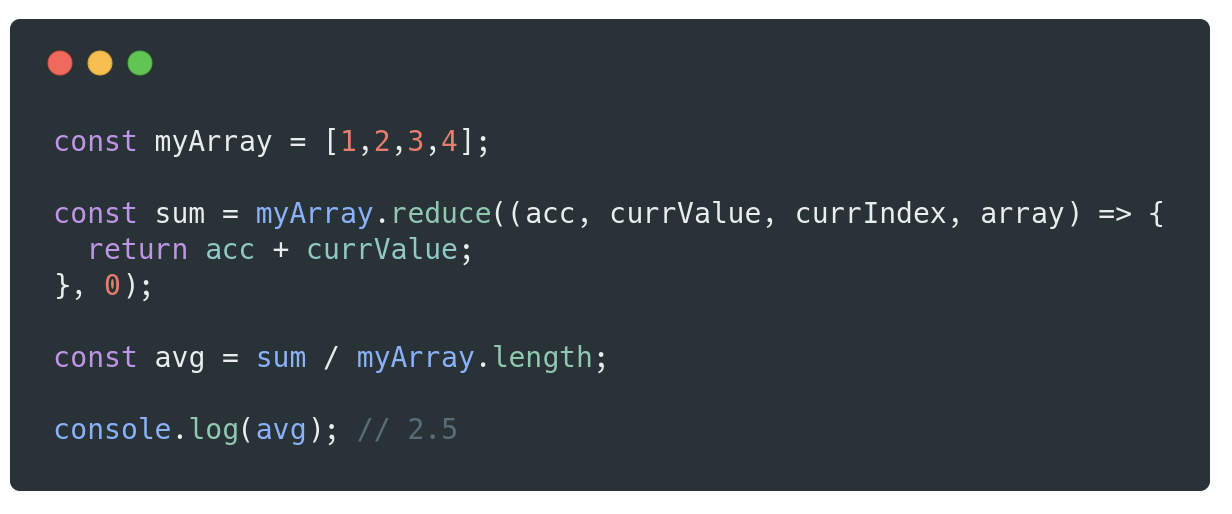 const myArray = [1,2,3,4];
const sum = myArray.reduce((acc, currValue, currIndex, array) => {
  return acc + currValue;
}, 0);
const avg = sum / myArray.length;
console.log(avg); // 2.5